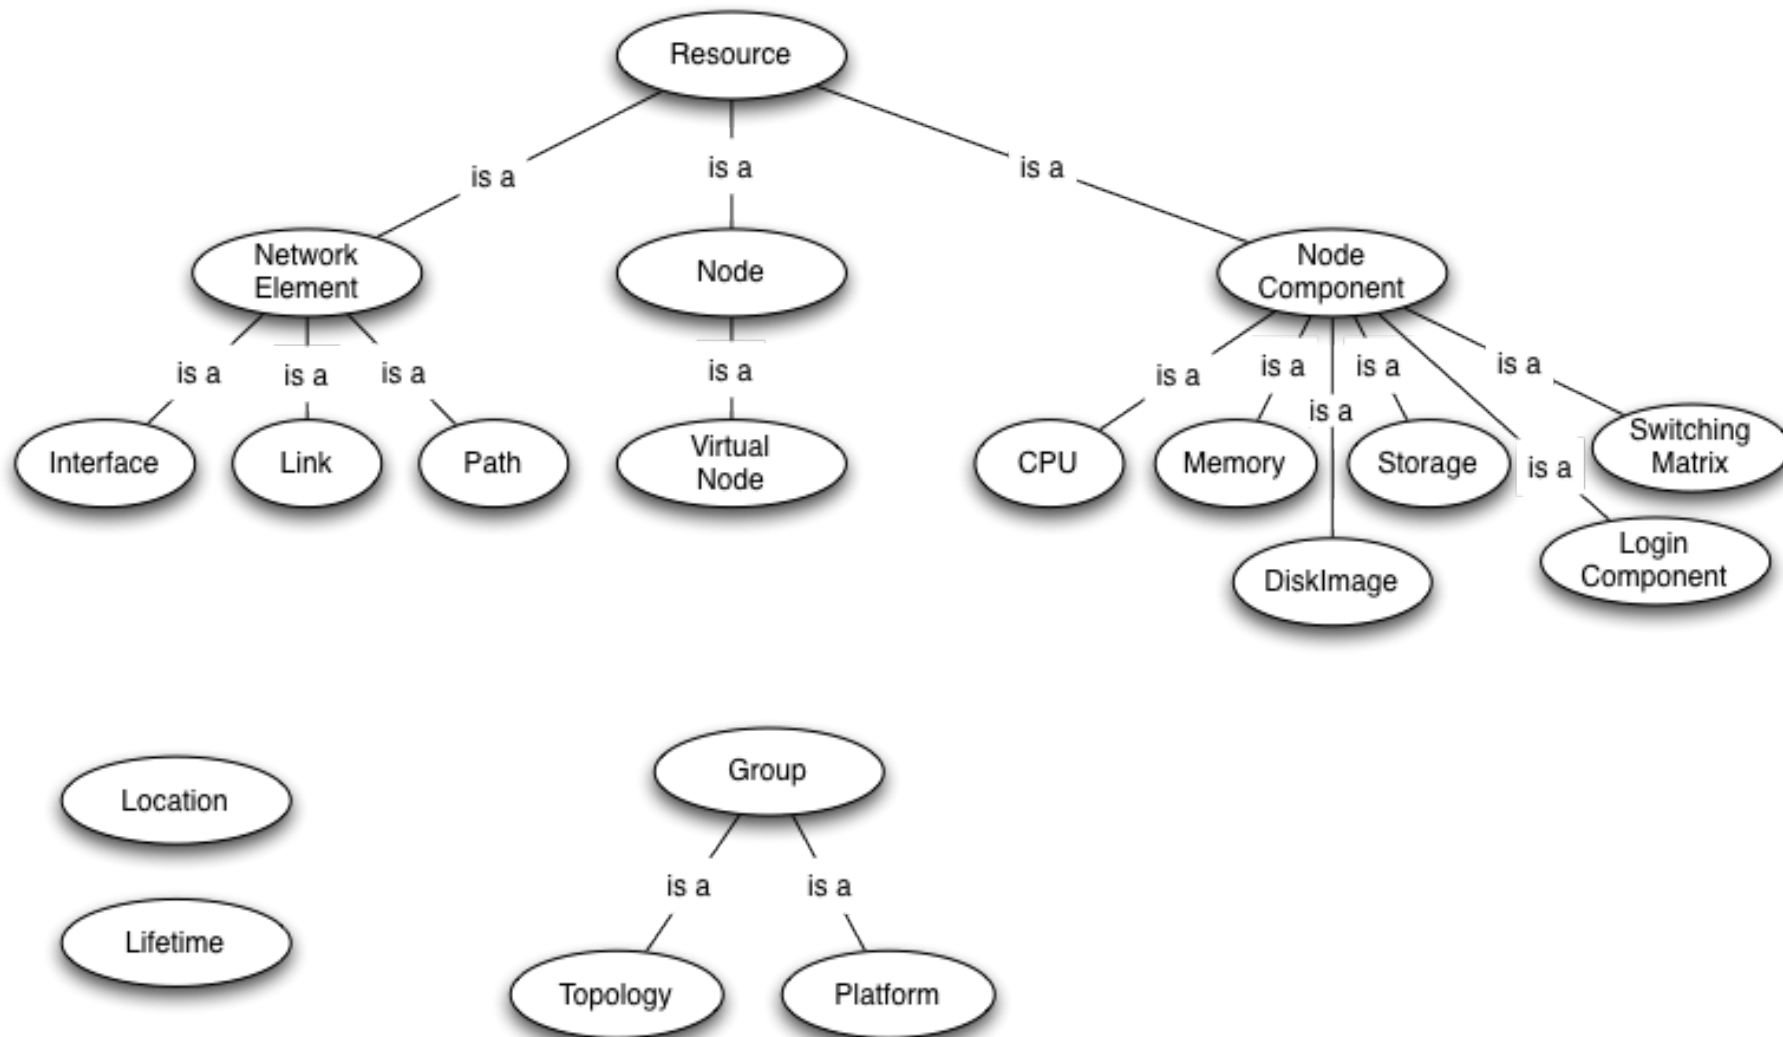 Resource
is a
is a
is a
Network
Element
Node
Node
Component
is a
is a
is a
is a
is a
is a
is a
is a
is a
is a
Interface
Link
Path
Virtual
Node
CPU
Memory
Storage
Switching
Matrix
DiskImage
Login
Component
Group
Location
is a
is a
Lifetime
Topology
Platform